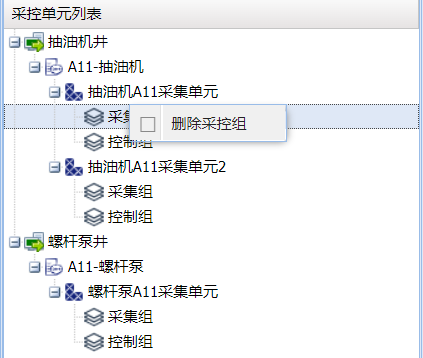 采控单元列表
抽油机井
A11-抽油机
抽油机A11采集单元
采集
删除采控组
控制组
抽油机A11采集单元2
采集组
控制组
螺杆泵井
A11-螺杆泵
螺杆泵A11采集单元
采集组
控制组